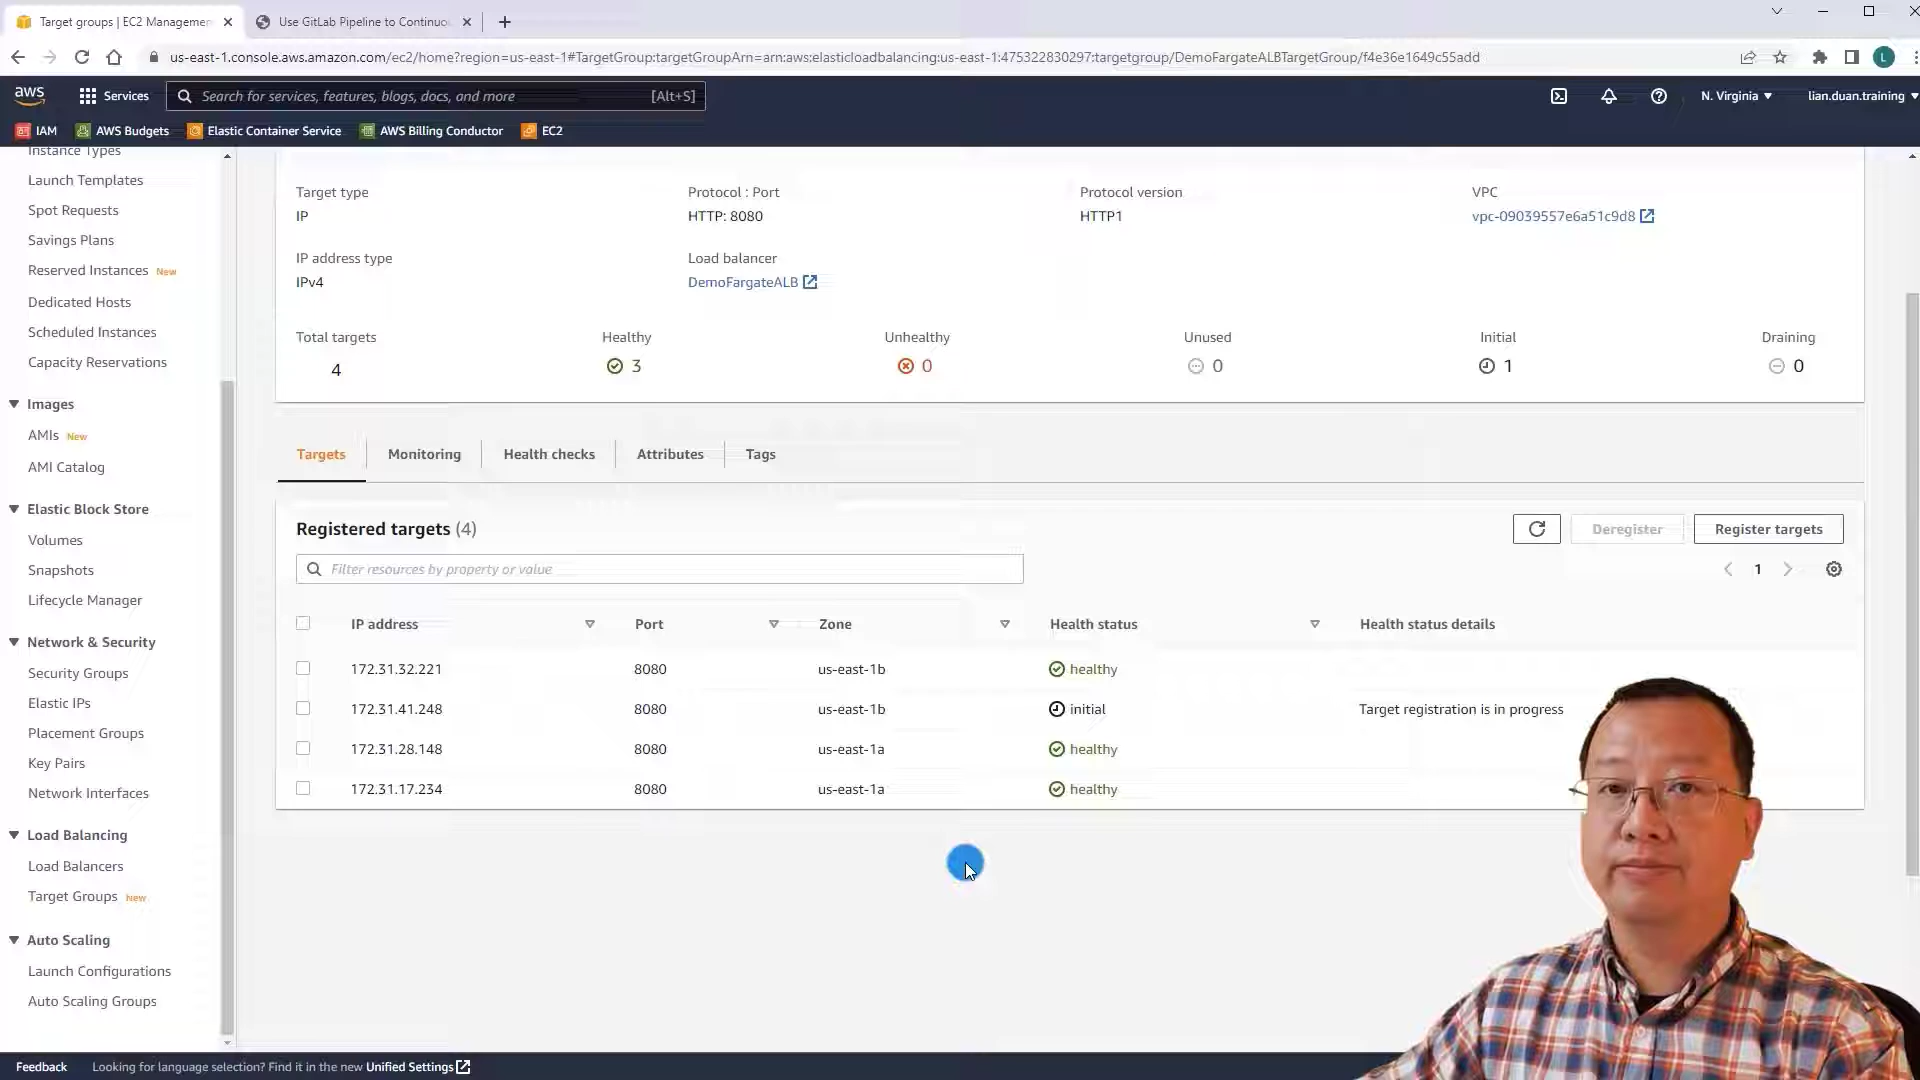 Target groups | EC2 Managemen
Use GitLab Pipeline to Continuo
us-east-1.console.aws.amazon.com/ec2/home?region=us-east-1#TargetGroup:targetGroupArn=arn:aws:elasticloadbalancing:us-east-1:475322830297:targetgroup/DemoFargateALBTargetGroup/f4e36e1649c55add
L
aws
Services
Search for services, features, blogs, docs, and more
[Alt+S]
N. Virginia
lian.duan.training
IAM
AWS Budgets
Elastic Container Service
AWS Billing Conductor
EC2
Instance Types
Launch Templates
Spot Requests
Savings Plans
Reserved Instances New
Dedicated Hosts
Scheduled Instances
Capacity Reservations
Images
AMIs New
AMI Catalog
Elastic Block Store
Volumes
Snapshots
Lifecycle Manager
Network & Security
Security Groups
Elastic IPs
Placement Groups
Key Pairs
Network Interfaces
Load Balancing
Load Balancers
Target Groups New
Auto Scaling
Launch Configurations
Auto Scaling Groups
Target type
IP
Protocol : Port
HTTP: 8080
Protocol version
HTTP1
VPC
vpc-09039557e6a51c9d8
IP address type
IPv4
Load balancer
DemoFargateALB
Total targets
4
Healthy
3
Unhealthy
0
Unused
0
Initial
1
Draining
0
Targets
Monitoring
Health checks
Attributes
Tags
Registered targets (4)
Deregister
Register targets
Filter resources by property or value
1
IP address Port Zone Health status Health status details
172.31.32.221 8080 us-east-1b healthy
172.31.41.248 8080 us-east-1b initial Target registration is in progress
172.31.28.148 8080 us-east-1a healthy
172.31.17.234 8080 us-east-1a healthy
Feedback
Looking for language selection? Find it in the new Unified Settings